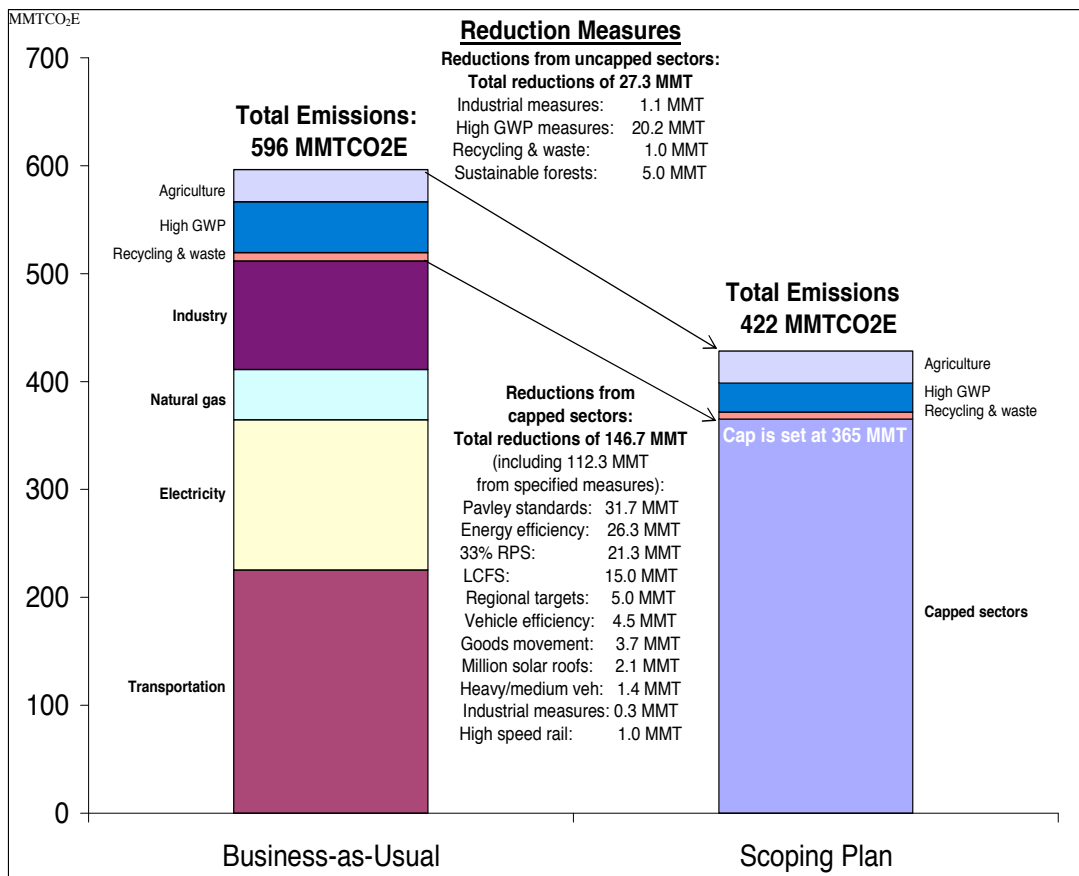 MMTCO₂E
Reduction Measures
Reductions from uncapped sectors:
Total reductions of 27.3 MMT
Industrial measures: 1.1 MMT
High GWP measures: 20.2 MMT
Recycling & waste: 1.0 MMT
Sustainable forests: 5.0 MMT
700
600
500
400
300
200
100
0
Total Emissions:
596 MMTCO2E
Agriculture
High GWP
Recycling & waste
Industry
Natural gas
Electricity
Transportation
Reductions from
capped sectors:
Total reductions of 146.7 MMT
(including 112.3 MMT
from specified measures):
Pavley standards: 31.7 MMT
Energy efficiency: 26.3 MMT
33% RPS: 21.3 MMT
LCFS: 15.0 MMT
Regional targets: 5.0 MMT
Vehicle efficiency: 4.5 MMT
Goods movement: 3.7 MMT
Million solar roofs: 2.1 MMT
Heavy/medium veh: 1.4 MMT
Industrial measures: 0.3 MMT
High speed rail: 1.0 MMT
Total Emissions
422 MMTCO2E
Agriculture
High GWP
Recycling & waste
Cap is set at 365 MMT
Capped sectors
Business-as-Usual
Scoping Plan